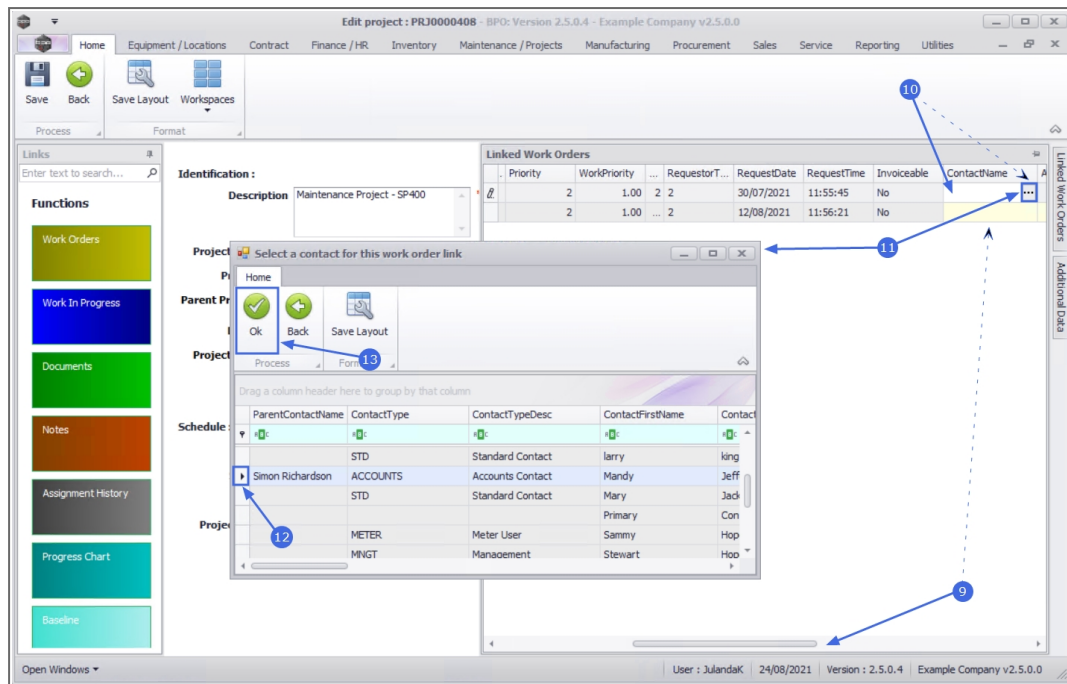 Edit project : PRJ0000408 - BPO: Version 2.5.0.4 - Example Company v2.5.0.0
Home Equipment / Locations Contract Finance / HR Inventory Maintenance / Projects Manufacturing Procurement Sales Service Reporting Utilities
Save Back Save Layout Workspaces
Process Format
10
Links
Enter text to search...
Functions
Work Orders
Work In Progress
Documents
Notes
Assignment History
Progress Chart
Baseline
Identification :
Description Maintenance Project - SP400 *
Project
Parent Pr
Project
Schedule :
Projec
Linked Work Orders
. Priority WorkPriority ... RequestorT... RequestDate RequestTime Invoiceable ContactName A
2 1.00 2 2 30/07/2021 11:55:45 No ...
2 1.00 ... 2 12/08/2021 11:56:21 No
Linked Work Orders
Additional Data
11
Select a contact for this work order link
Home
Ok Back Save Layout
Process Form
13
Drag a column header here to group by that column
ParentContactName ContactType ContactTypeDesc ContactFirstName Contact
STD Standard Contact larry king
Simon Richardson ACCOUNTS Accounts Contact Mandy Jeff
STD Standard Contact Mary Jack
Primary Con
METER Meter User Sammy Hop
MNGT Management Stewart Hop
12
9
Open Windows User : JulandaK 24/08/2021 Version : 2.5.0.4 Example Company v2.5.0.0